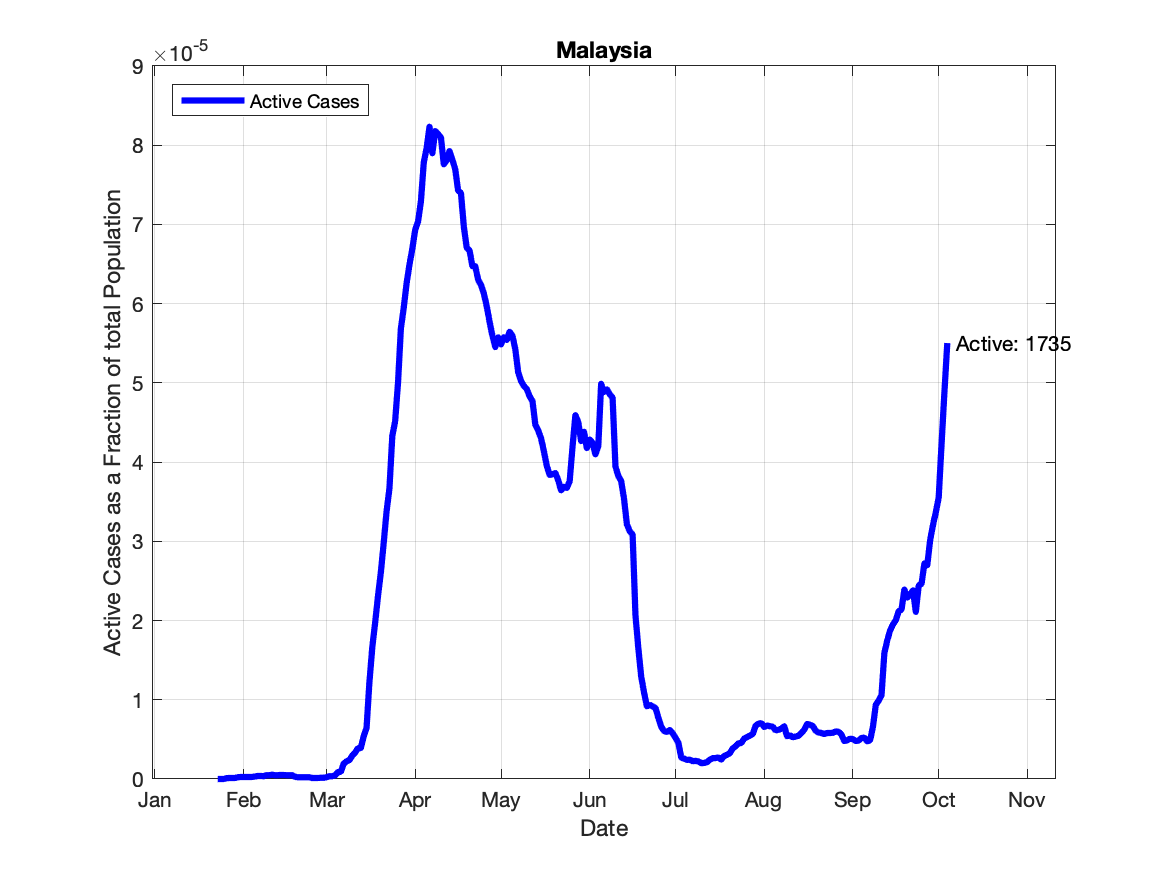 Malaysia
×10-5
9
8
7
6
5
4
3
2
1
0
Active Cases
Active Cases as a Fraction of total Population
Active: 1735
Jan Feb Mar Apr May Jun Jul Aug Sep Oct Nov
Date